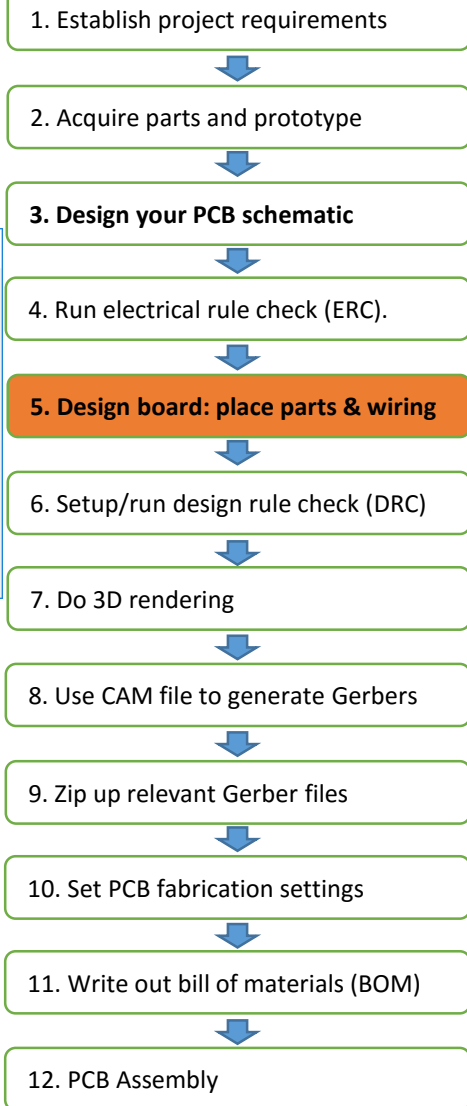 1. Establish project requirements
2. Acquire parts and prototype
3. Design your PCB schematic
4. Run electrical rule check (ERC).
5. Design board: place parts & wiring
6. Setup/run design rule check (DRC)
7. Do 3D rendering
8. Use CAM file to generate Gerbers
9. Zip up relevant Gerber files
10. Set PCB fabrication settings
11. Write out bill of materials (BOM)
12. PCB Assembly